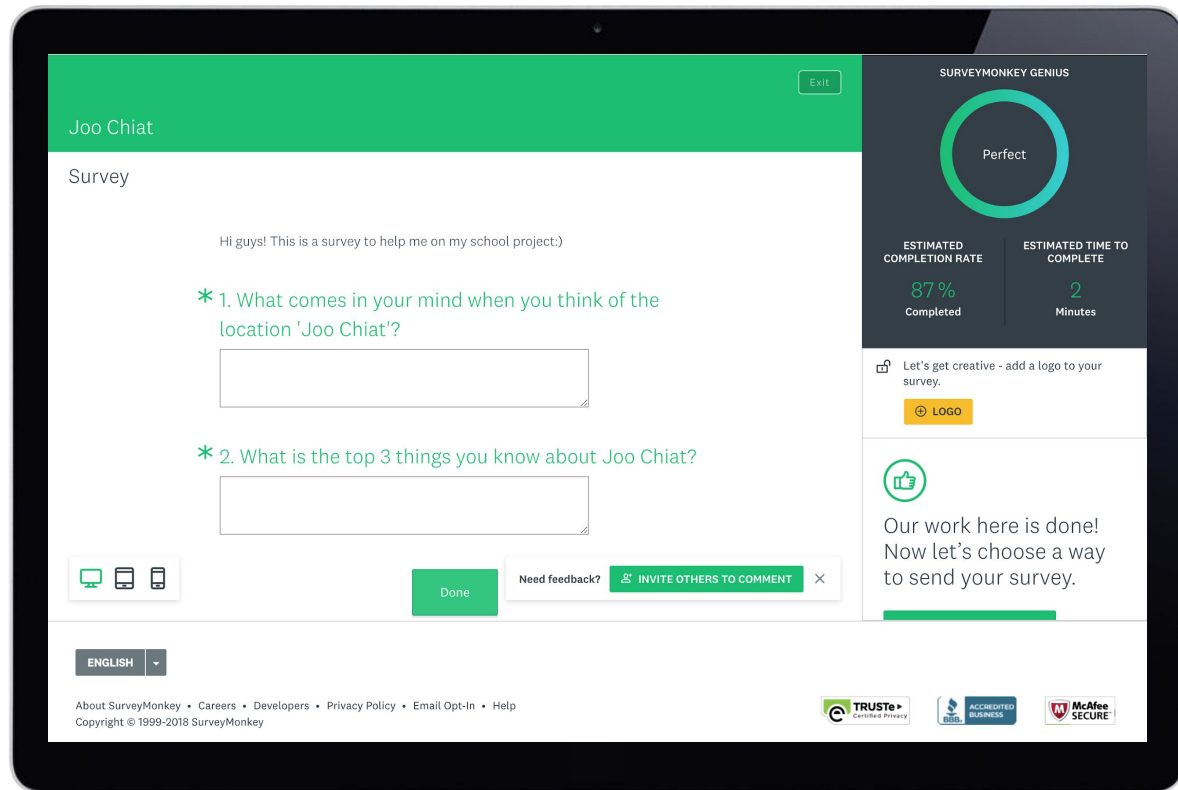 Exit
Joo Chiat
Survey
Hi guys! This is a survey to help me on my school project:)
* 1. What comes in your mind when you think of the
location 'Joo Chiat'?
* 2. What is the top 3 things you know about Joo Chiat?
Done
Need feedback? INVITE OTHERS TO COMMENT
SURVEYMONKEY GENIUS
Perfect
ESTIMATED
COMPLETION RATE
87%
Completed
ESTIMATED TIME TO
COMPLETE
2
Minutes
Let's get creative - add a logo to your
survey.
LOGO
Our work here is done!
Now let's choose a way
to send your survey.
ENGLISH
About SurveyMonkey • Careers • Developers • Privacy Policy • Email Opt-In • Help
Copyright © 1999-2018 SurveyMonkey
TRUSTe
Certified Privacy
BBB.
ACCREDITED
BUSINESS
McAfee
SECURE